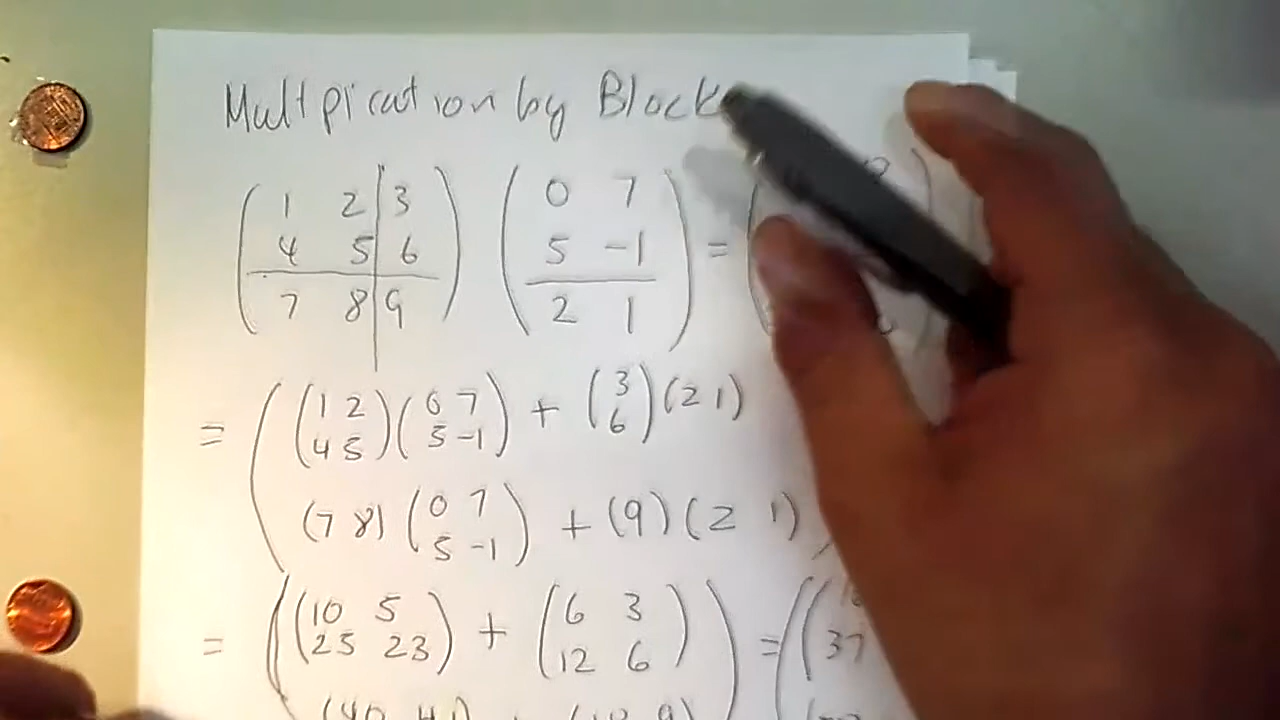 Multpication by Block
( 1 2 | 3 ) ( 0 7 ) = (
4 5 | 6 5 -1
7 8 | 9 2 1
= ( (1 2) (0 7) + (3) (2 1)
4 5 5 -1 6
(7 8) (0 7) + (9) (2 1)
5 -1
= ( (10 5) + (6 3) ) = ( (
25 23 12 6 37